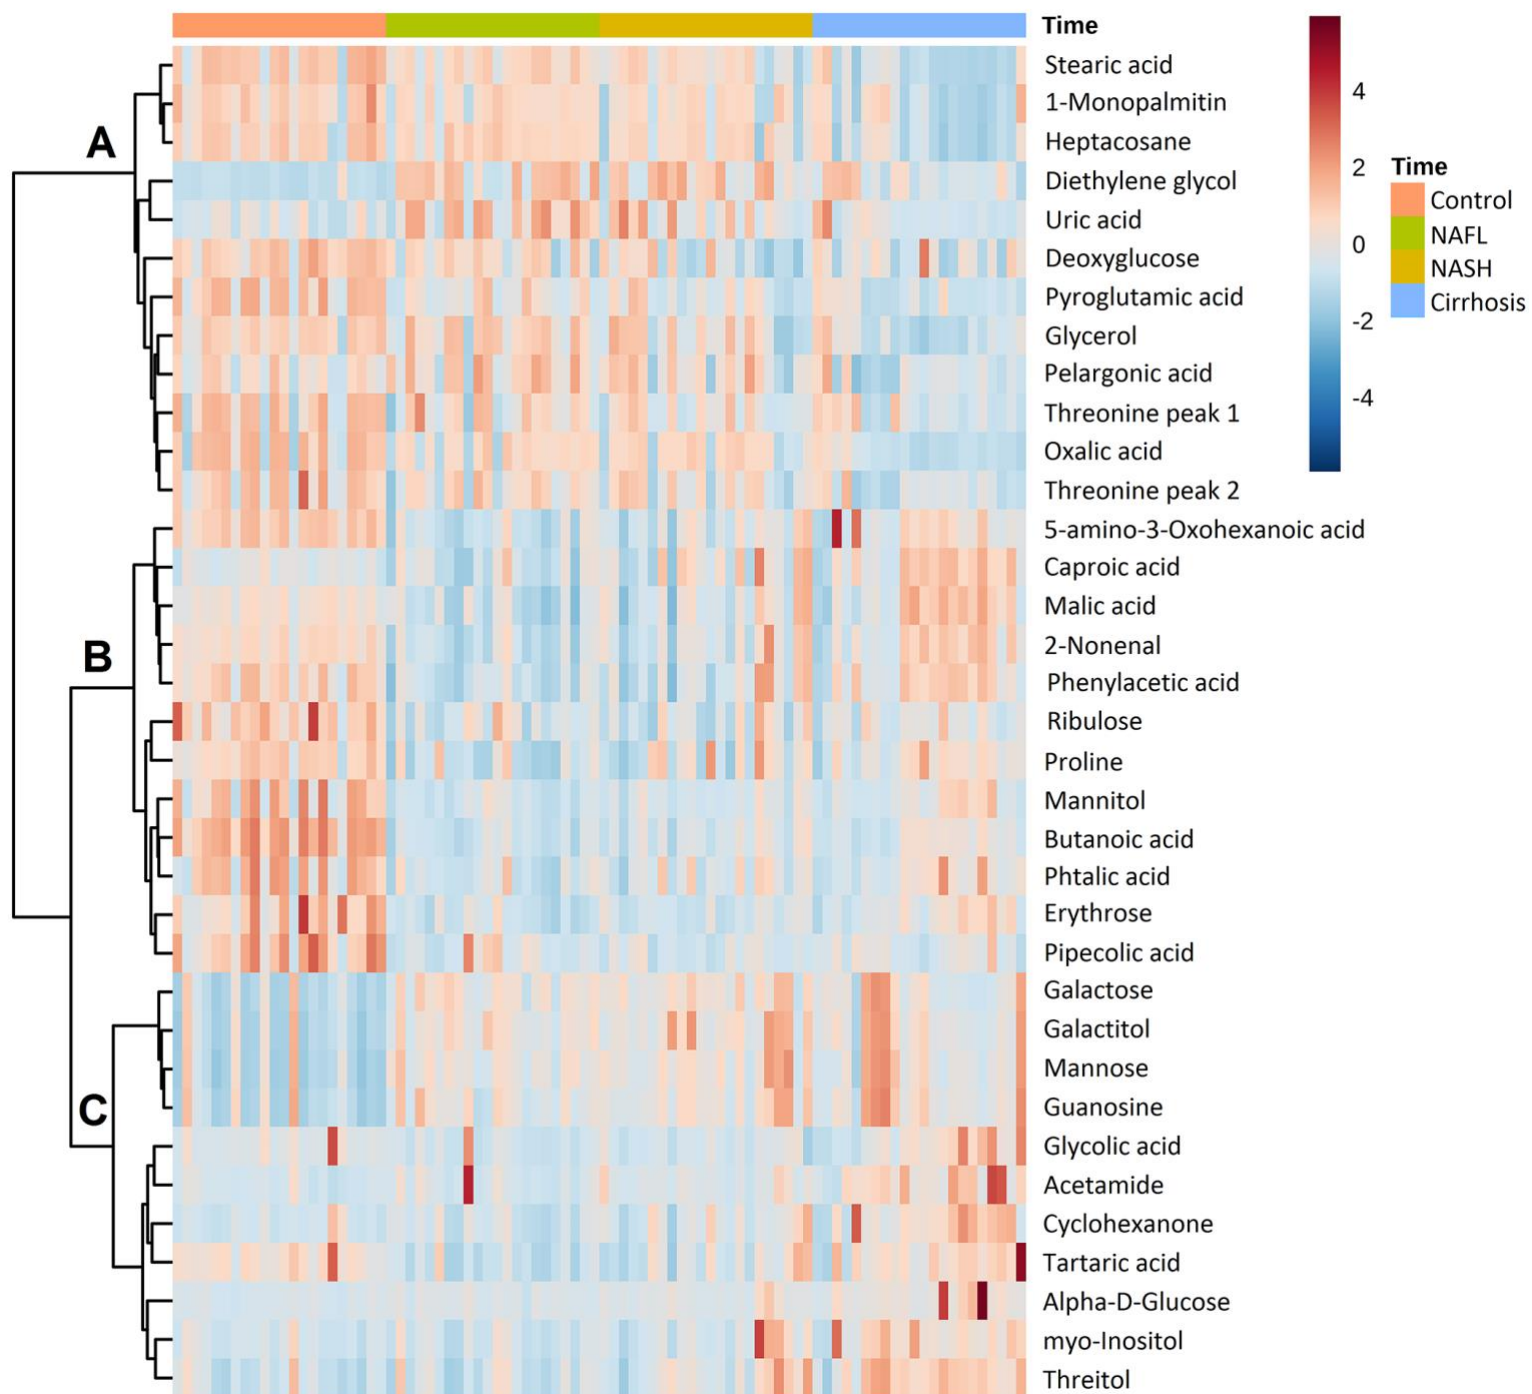 Time
Stearic acid
1-Monopalmitin
Heptacosane
Diethylene glycol
Uric acid
Deoxyglucose
Pyroglutamic acid
Glycerol
Pelargonic acid
Threonine peak 1
Oxalic acid
Threonine peak 2
5-amino-3-Oxohexanoic acid
Caproic acid
Malic acid
2-Nonenal
Phenylacetic acid
Ribulose
Proline
Mannitol
Butanoic acid
Phtalic acid
Erythrose
Pipecolic acid
Galactose
Galactitol
Mannose
Guanosine
Glycolic acid
Acetamide
Cyclohexanone
Tartaric acid
Alpha-D-Glucose
myo-Inositol
Threitol
A
B
C
4
2
0
-2
-4
Time
Control
NAFL
NASH
Cirrhosis